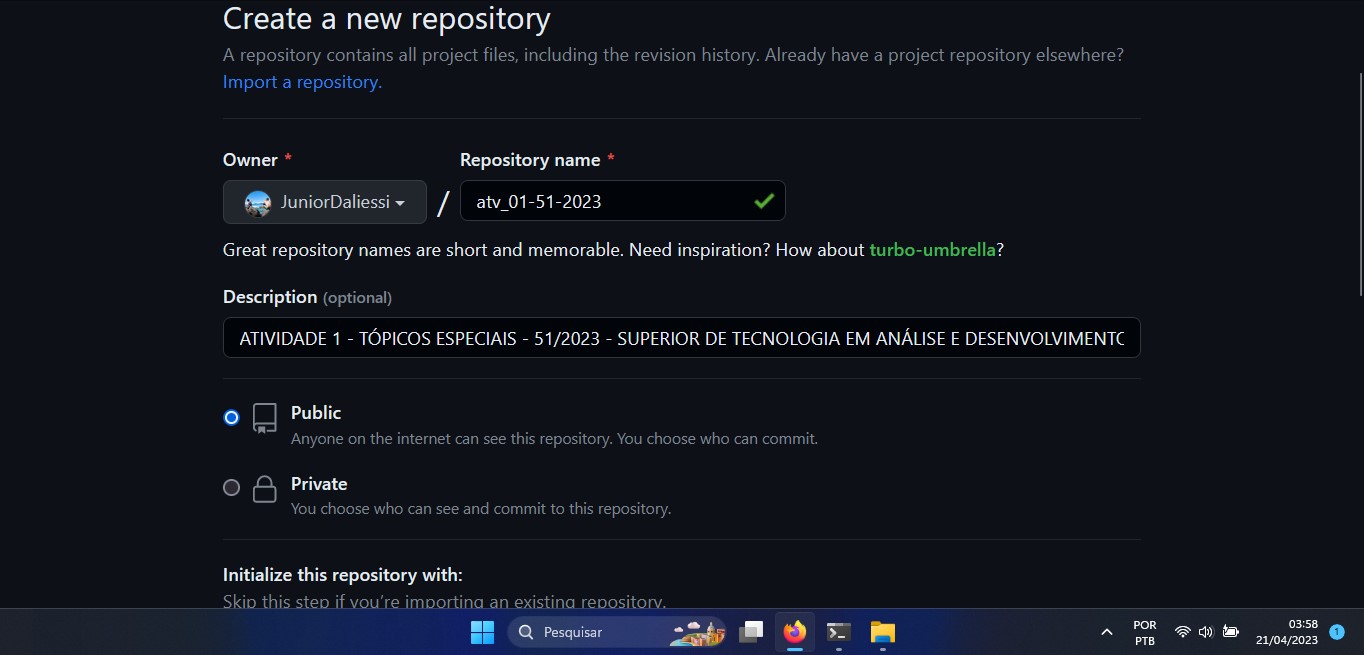 Create a new repository
A repository contains all project files, including the revision history. Already have a project repository elsewhere?
Import a repository.
Owner * Repository name *
JuniorDaliessi / atv_01-51-2023
Great repository names are short and memorable. Need inspiration? How about turbo-umbrella?
Description (optional)
ATIVIDADE 1 - TÓPICOS ESPECIAIS - 51/2023 - SUPERIOR DE TECNOLOGIA EM ANÁLISE E DESENVOLVIMENTO
Public
Anyone on the internet can see this repository. You choose who can commit.
Private
You choose who can see and commit to this repository.
Initialize this repository with:
Skip this step if you’re importing an existing repository.
Pesquisar
POR
PTB
03:58
21/04/2023
1